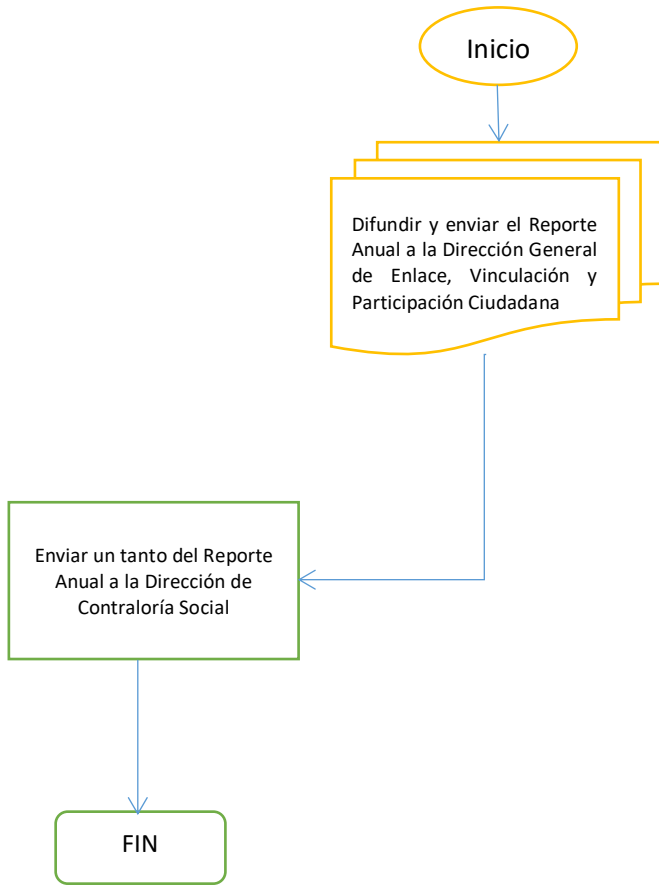 Inicio
Difundir y enviar el Reporte
Anual a la Dirección General
de Enlace, Vinculación y
Participación Ciudadana
Enviar un tanto del Reporte
Anual a la Dirección de
Contraloría Social
FIN